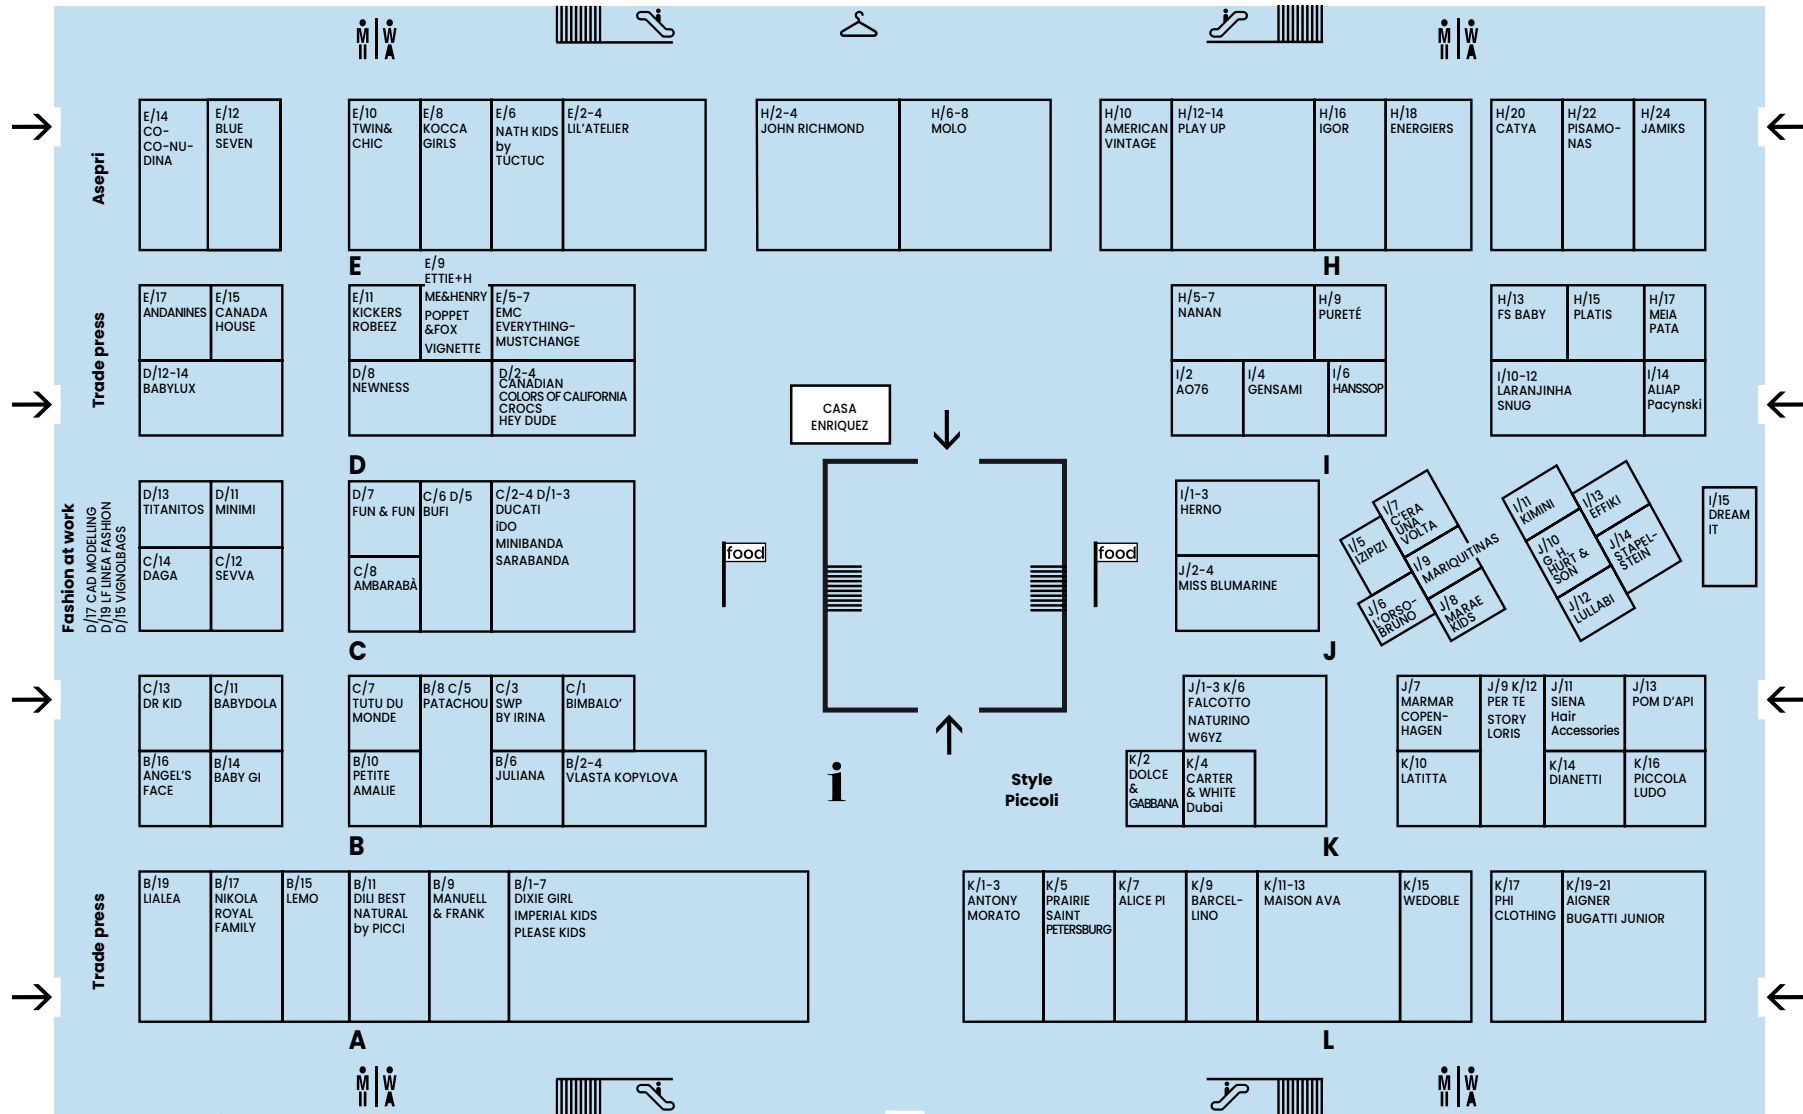 E/14
CO-
CO-NU-
DINA
E/12
BLUE
SEVEN
E/10
TWIN&
CHIC
E/8
KOCCA
GIRLS
E/6
NATH KIDS
by
TUCTUC
E/2-4
LIL'ATELIER
H/2-4
JOHN RICHMOND
H/6-8
MOLO
H/10
AMERICAN
VINTAGE
H/12-14
PLAY UP
H/16
IGOR
H/18
ENERGIERS
H/20
CATYA
H/22
PISAMO-
NAS
H/24
JAMIKS
Asepri
E
H
E/17
ANDANINES
E/15
CANADA
HOUSE
D/12-14
BABYLUX
E/11
KICKERS
ROBEEZ
E/9
ETTIE+H
ME&HENRY
POPPET
&FOX
VIGNETTE
E/5-7
EMC
EVERYTHING-
MUSTCHANGE
D/8
NEWNESS
D/2-4
CANADIAN
COLORS OF CALIFORNIA
CROCS
HEY DUDE
H/5-7
NANAN
H/9
PURETÉ
I/2
AO76
I/4
GENSAMI
I/6
HANSSOP
H/13
FS BABY
H/15
PLATIS
H/17
MEIA
PATA
I/10-12
LARANJINHA
SNUG
I/14
ALIAP
Pacynski
Trade press
CASA
ENRIQUEZ
D
I
D/13
TITANITOS
D/11
MINIMI
C/14
DAGA
C/12
SEVVA
D/7
FUN & FUN
C/8
AMBARABÀ
C/6 D/5
BUFI
C/2-4 D/1-3
DUCATI
iDO
MINIBANDA
SARABANDA
food
food
I/1-3
HERNO
J/2-4
MISS BLUMARINE
I/5
IZIPIZI
I/7
C'ERA
UNA
VOLTA
I/9
MARIQUITINAS
J/6
L'ORSO-
BRUNO
J/8
MARAE
KIDS
I/11
KIMINI
I/13
EFFIKI
J/10
G. H.
HURT &
SON
J/14
STAPEL-
STEIN
J/12
LULLABI
I/15
DREAM
IT
Fashion at work
D/17 CAD MODELING
D/19 LF LINEA FASHION
D/15 VIGNOLBAGS
C
J
C/13
DR KID
C/11
BABYDOLA
B/16
ANGEL'S
FACE
B/14
BABY GI
C/7
TUTU DU
MONDE
B/8 C/5
PATACHOU
C/3
SWP
BY IRINA
C/1
BIMBALO'
B/10
PETITE
AMALIE
B/6
JULIANA
B/2-4
VLASTA KOPYLOVA
i
Style
Piccoli
J/1-3 K/6
FALCOTTO
NATURINO
W6YZ
K/2
DOLCE
&
GABBANA
K/4
CARTER
& WHITE
Dubai
J/7
MARMAR
COPEN-
HAGEN
J/9 K/12
PER TE
STORY
LORIS
J/11
SIENA
Hair
Accessories
J/13
POM D'API
K/10
LATITTA
K/14
DIANETTI
K/16
PICCOLA
LUDO
B
K
B/19
LIALEA
B/17
NIKOLA
ROYAL
FAMILY
B/15
LEMO
B/11
DILI BEST
NATURAL
by PICCI
B/9
MANUELL
& FRANK
B/1-7
DIXIE GIRL
IMPERIAL KIDS
PLEASE KIDS
K/1-3
ANTONY
MORATO
K/5
PRAIRIE
SAINT
PETERSBURG
K/7
ALICE PI
K/9
BARCEL-
LINO
K/11-13
MAISON AVA
K/15
WEDOBLE
K/17
PHI
CLOTHING
K/19-21
AIGNER
BUGATTI JUNIOR
Trade press
A
L